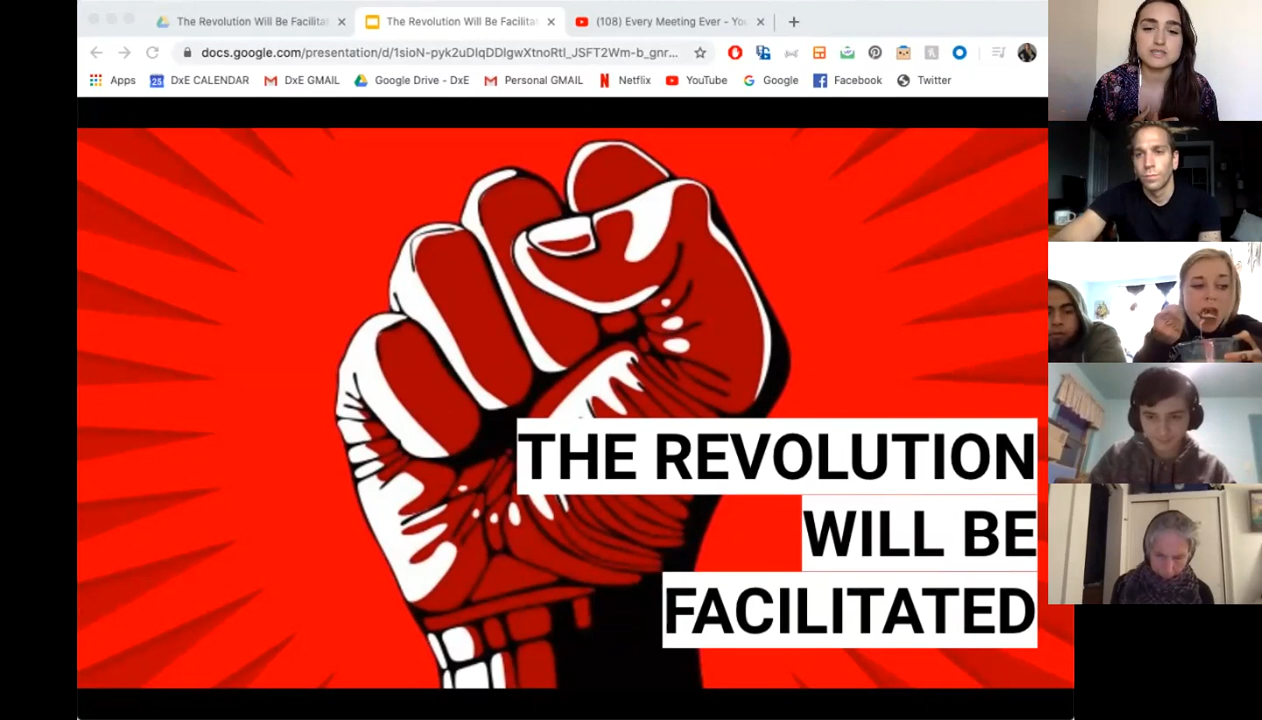 The Revolution Will Be Facilitat
The Revolution Will Be Facilitat
(108) Every Meeting Ever - Yo
docs.google.com/presentation/d/1sioN-pyk2uDlqDDlgwXtnoRtl_JSFT2Wm-b_gnr...
Apps
25
DxE CALENDAR
DxE GMAIL
Google Drive - DxE
Personal GMAIL
Netflix
YouTube
Google
Facebook
Twitter
THE REVOLUTION
WILL BE
FACILITATED